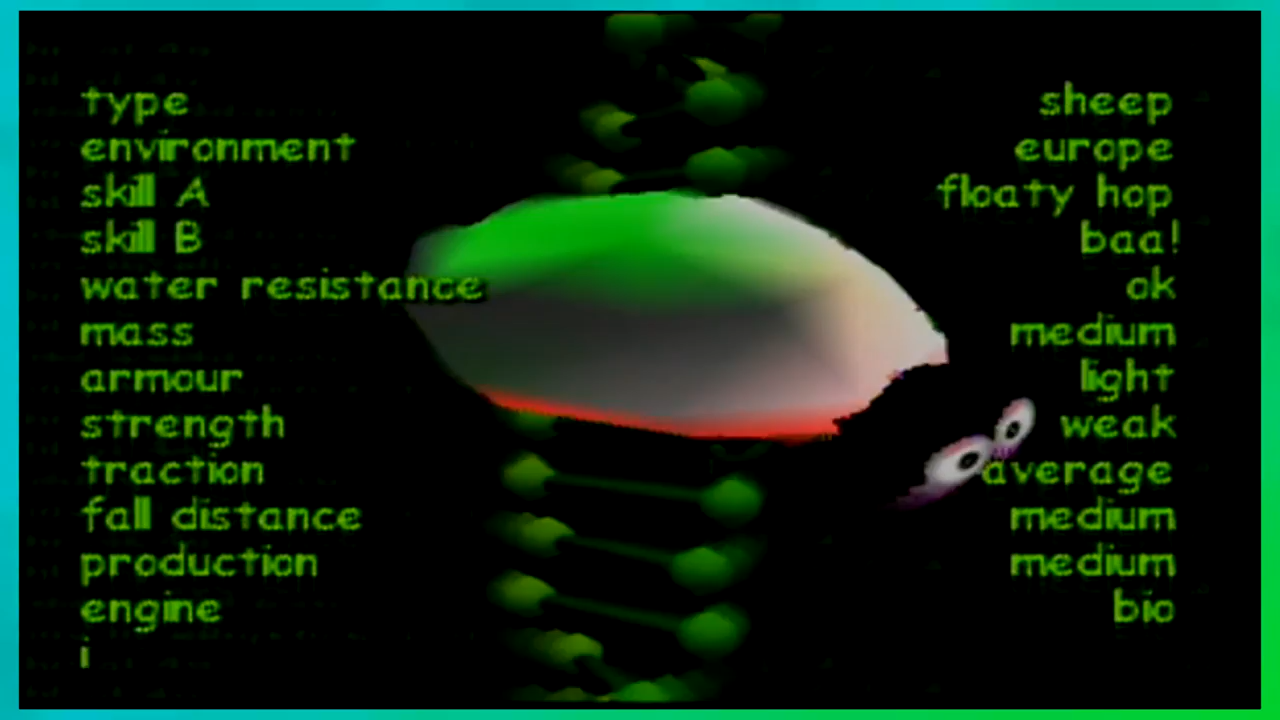 type sheep
environment europe
skill A floaty hop
skill B baa!
water resistance ok
mass medium
armour light
strength weak
traction average
fall distance medium
production medium
engine bio
i